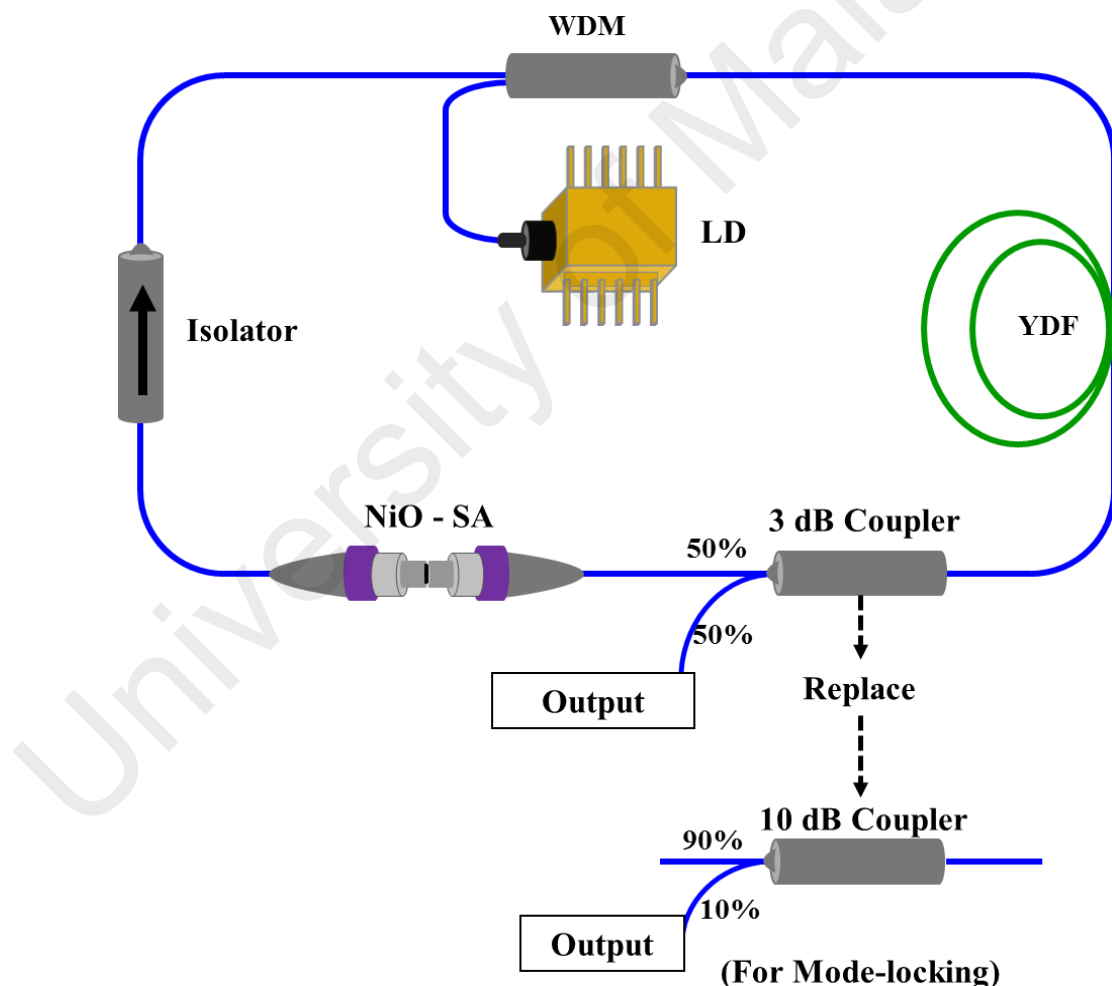 WDM
LD
YDF
Isolator
NiO - SA
3 dB Coupler
50%
50%
Output
Replace
10 dB Coupler
90%
10%
Output
(For Mode-locking)
University of Mala